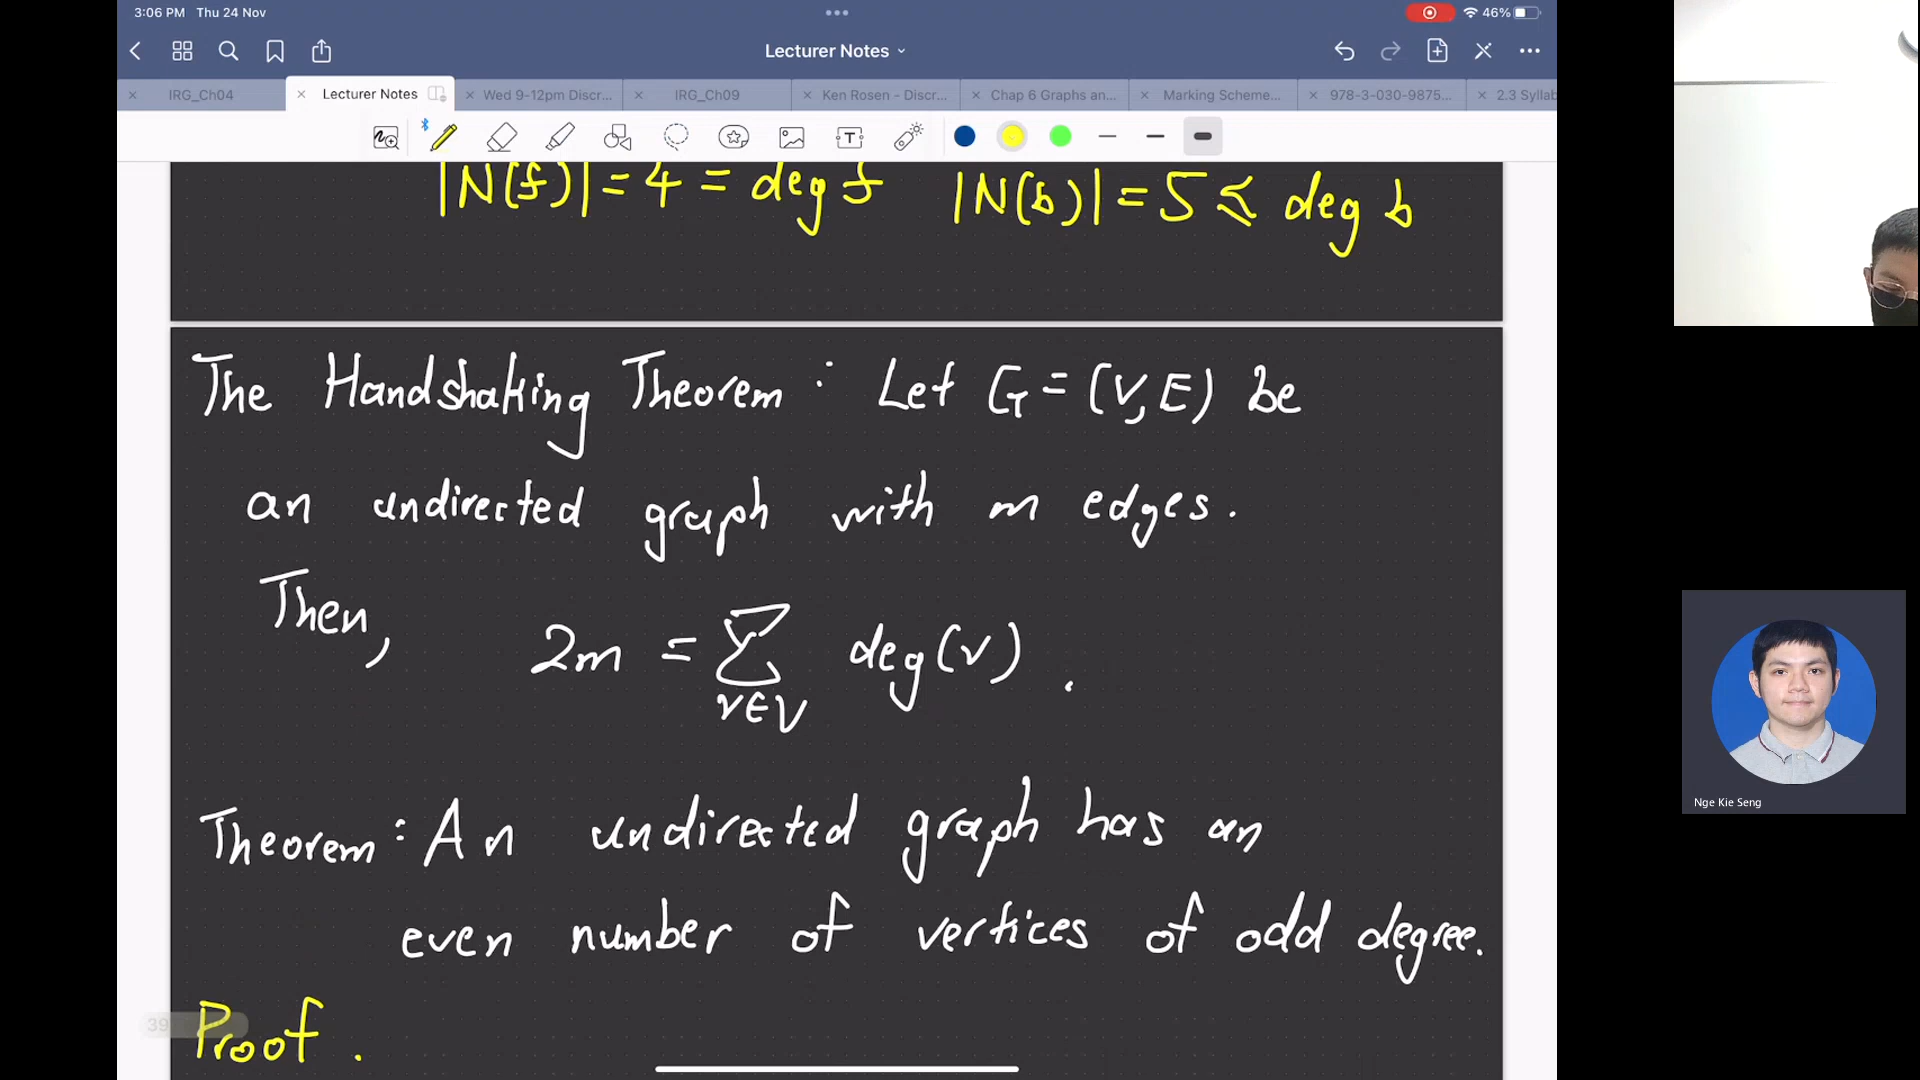 3:06 PM Thu 24 Nov
46%
Lecturer Notes
IRG_Ch04
Lecturer Notes
Wed 9-12pm Discr...
IRG_Ch09
Ken Rosen - Discr...
Chap 6 Graphs an...
Marking Scheme...
978-3-030-9875...
2.3 Syllab
|N(f)| = 4 = deg f |N(b)| = 5 ≤ deg b
The Handshaking Theorem : Let G = (V, E) be
an undirected graph with m edges.
Then, 2m = ∑ deg(v) .
v∈V
Theorem : An undirected graph has an
even number of vertices of odd degree.
39
Proof .
Nge Kie Seng